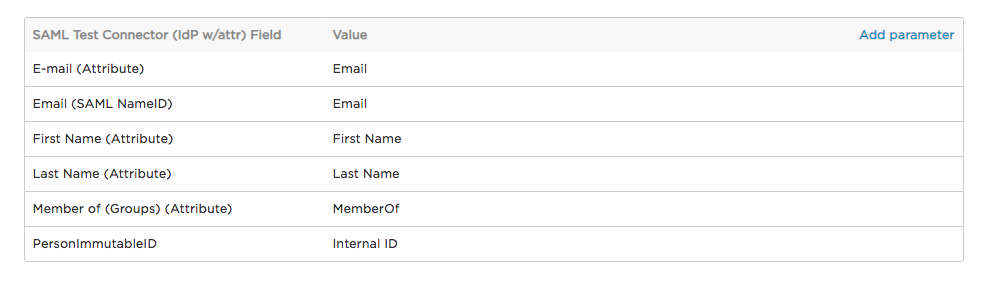 SAML Test Connector (IdP w/attr) Field Value Add parameter
E-mail (Attribute) Email
Email (SAML NameID) Email
First Name (Attribute) First Name
Last Name (Attribute) Last Name
Member of (Groups) (Attribute) MemberOf
PersonImmutableID Internal ID